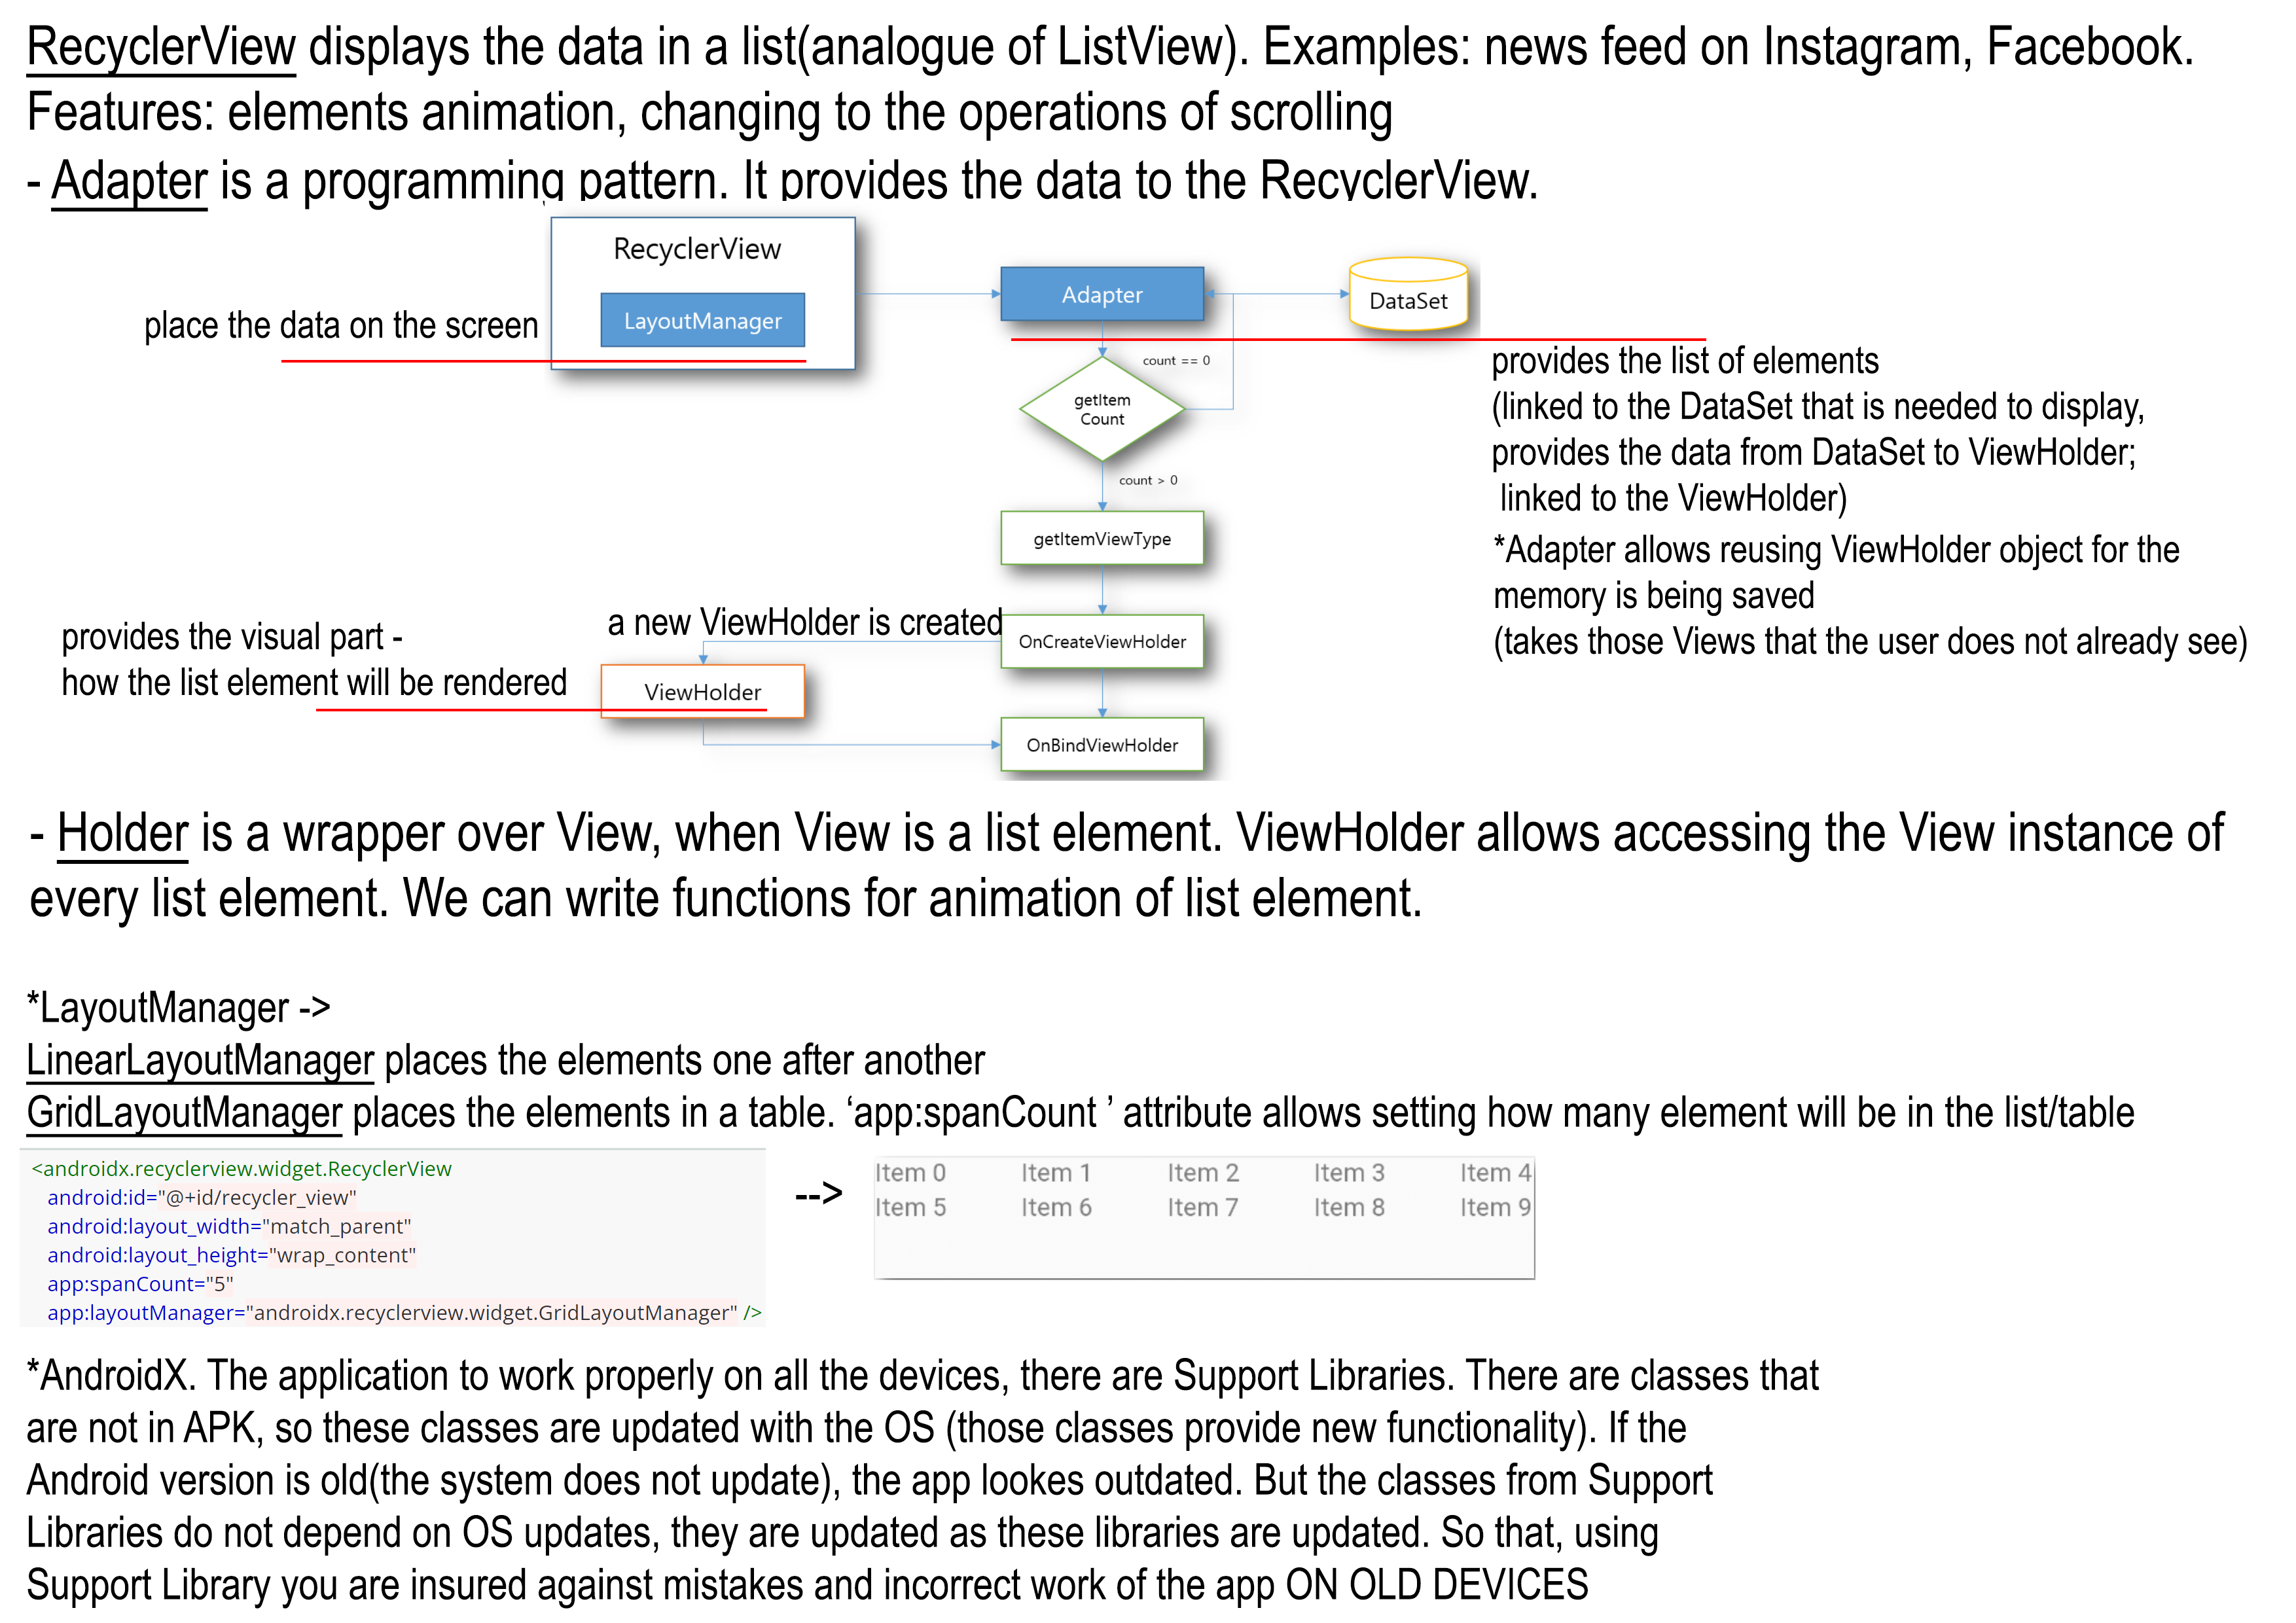 RecyclerView displays the data in a list(analogue of ListView). Examples: news feed on Instagram, Facebook.
Features: elements animation, changing to the operations of scrolling
- Adapter is a programming pattern. It provides the data to the RecyclerView.
RecyclerView
LayoutManager
place the data on the screen
Adapter
DataSet
count == 0
getItem
Count
count > 0
getItemViewType
provides the list of elements
(linked to the DataSet that is needed to display,
provides the data from DataSet to ViewHolder;
linked to the ViewHolder)
*Adapter allows reusing ViewHolder object for the
memory is being saved
(takes those Views that the user does not already see)
a new ViewHolder is created
OnCreateViewHolder
provides the visual part -
how the list element will be rendered
ViewHolder
OnBindViewHolder
- Holder is a wrapper over View, when View is a list element. ViewHolder allows accessing the View instance of
every list element. We can write functions for animation of list element.
*LayoutManager ->
LinearLayoutManager places the elements one after another
GridLayoutManager places the elements in a table. ‘app:spanCount ’ attribute allows setting how many element will be in the list/table
<androidx.recyclerview.widget.RecyclerView
android:id="@+id/recycler_view"
android:layout_width="match_parent"
android:layout_height="wrap_content"
app:spanCount="5"
app:layoutManager="androidx.recyclerview.widget.GridLayoutManager" />
-->
Item 0 Item 1 Item 2 Item 3 Item 4
Item 5 Item 6 Item 7 Item 8 Item 9
*AndroidX. The application to work properly on all the devices, there are Support Libraries. There are classes that
are not in APK, so these classes are updated with the OS (those classes provide new functionality). If the
Android version is old(the system does not update), the app lookes outdated. But the classes from Support
Libraries do not depend on OS updates, they are updated as these libraries are updated. So that, using
Support Library you are insured against mistakes and incorrect work of the app ON OLD DEVICES